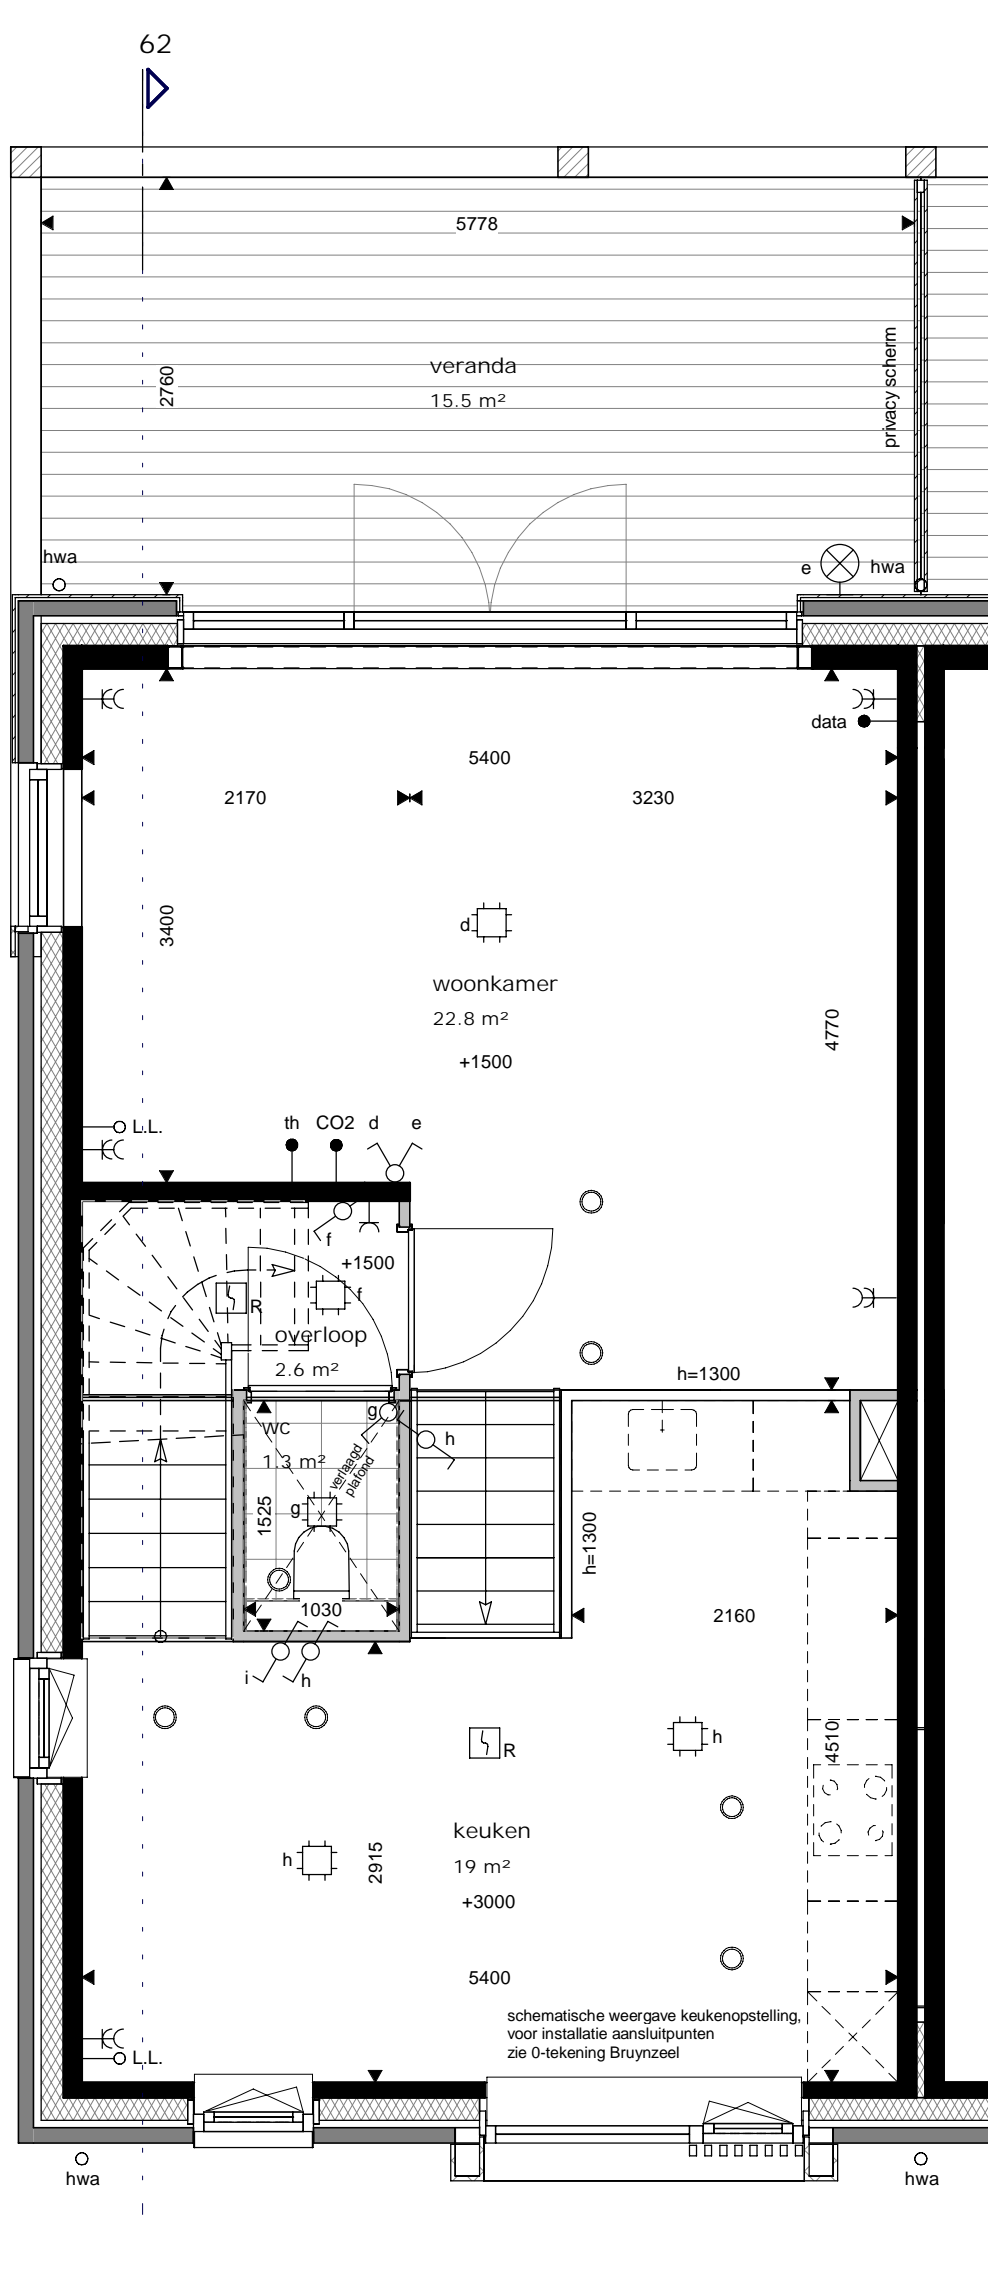 62
5778
veranda
15.5 m²
2760
privacy scherm
hwa
e
hwa
data
5400
2170
3230
3400
d
woonkamer
22.8 m²
+1500
4770
L.L.
th
CO2
d
e
f
+1500
f
R
overloop
2.6 m²
h=1300
wc
g
h
1.3 m²
verlaagd
plafond
g
1525
h=1300
1030
2160
i
h
R
h
4510
keuken
19 m²
+3000
h
2915
5400
schematische weergave keukenopstelling,
voor installatie aansluitpunten
zie 0-tekening Bruynzeel
L.L.
hwa
hwa